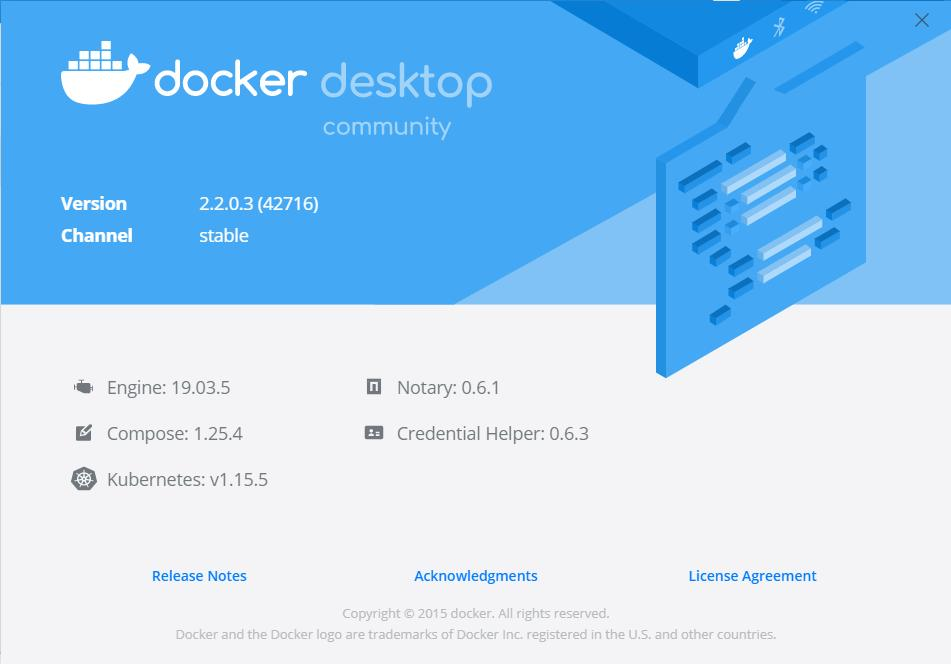 docker desktop
community
Version 2.2.0.3 (42716)
Channel stable
Engine: 19.03.5 Notary: 0.6.1
Compose: 1.25.4 Credential Helper: 0.6.3
Kubernetes: v1.15.5
Release Notes Acknowledgments License Agreement
Copyright © 2015 docker. All rights reserved.
Docker and the Docker logo are trademarks of Docker Inc. registered in the U.S. and other countries.